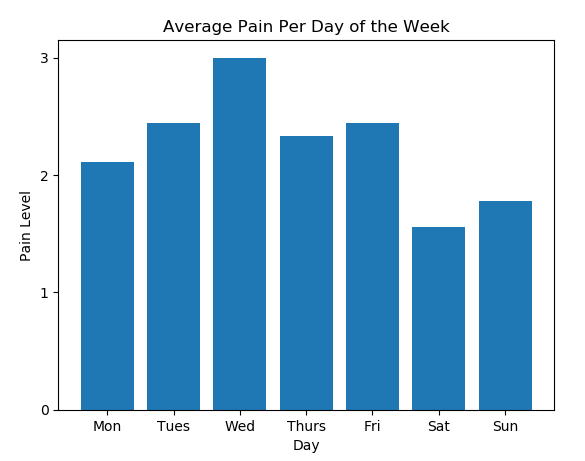 Average Pain Per Day of the Week
3
2
1
0
Pain Level
Mon Tues Wed Thurs Fri Sat Sun
Day